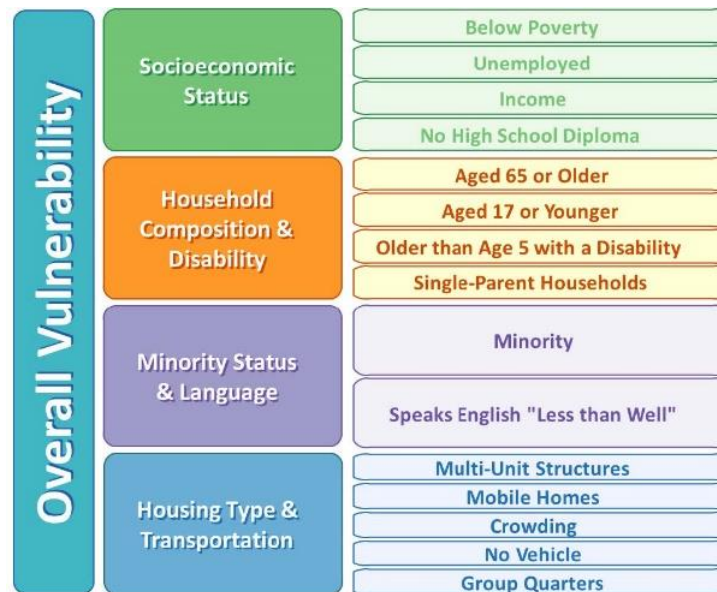 Overall Vulnerability
Socioeconomic
Status
Below Poverty
Unemployed
Income
No High School Diploma
Household
Composition &
Disability
Aged 65 or Older
Aged 17 or Younger
Older than Age 5 with a Disability
Single-Parent Households
Minority Status
& Language
Minority
Speaks English "Less than Well"
Housing Type &
Transportation
Multi-Unit Structures
Mobile Homes
Crowding
No Vehicle
Group Quarters